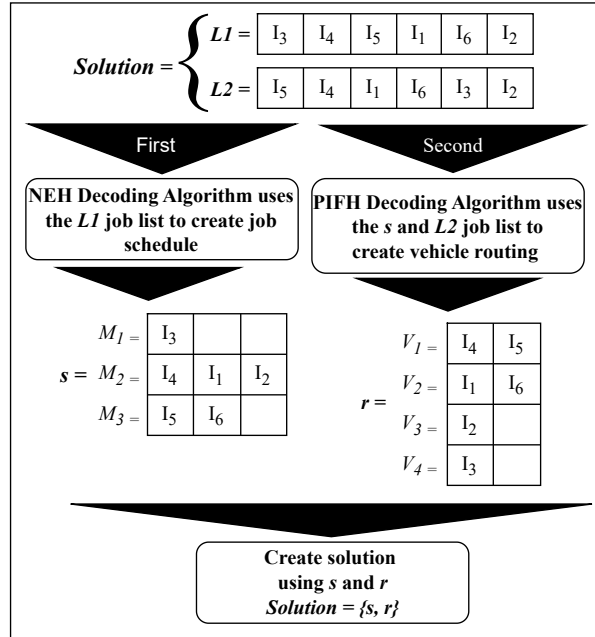 L1 = I3 I4 I5 I1 I6 I2
Solution =
L2 = I5 I4 I1 I6 I3 I2
First
Second
NEH Decoding Algorithm uses
the L1 job list to create job
schedule
PIFH Decoding Algorithm uses
the s and L2 job list to
create vehicle routing
s =
M1 = I3
M2 = I4 I1 I2
M3 = I5 I6
r =
V1 = I4 I5
V2 = I1 I6
V3 = I2
V4 = I3
Create solution
using s and r
Solution = {s, r}